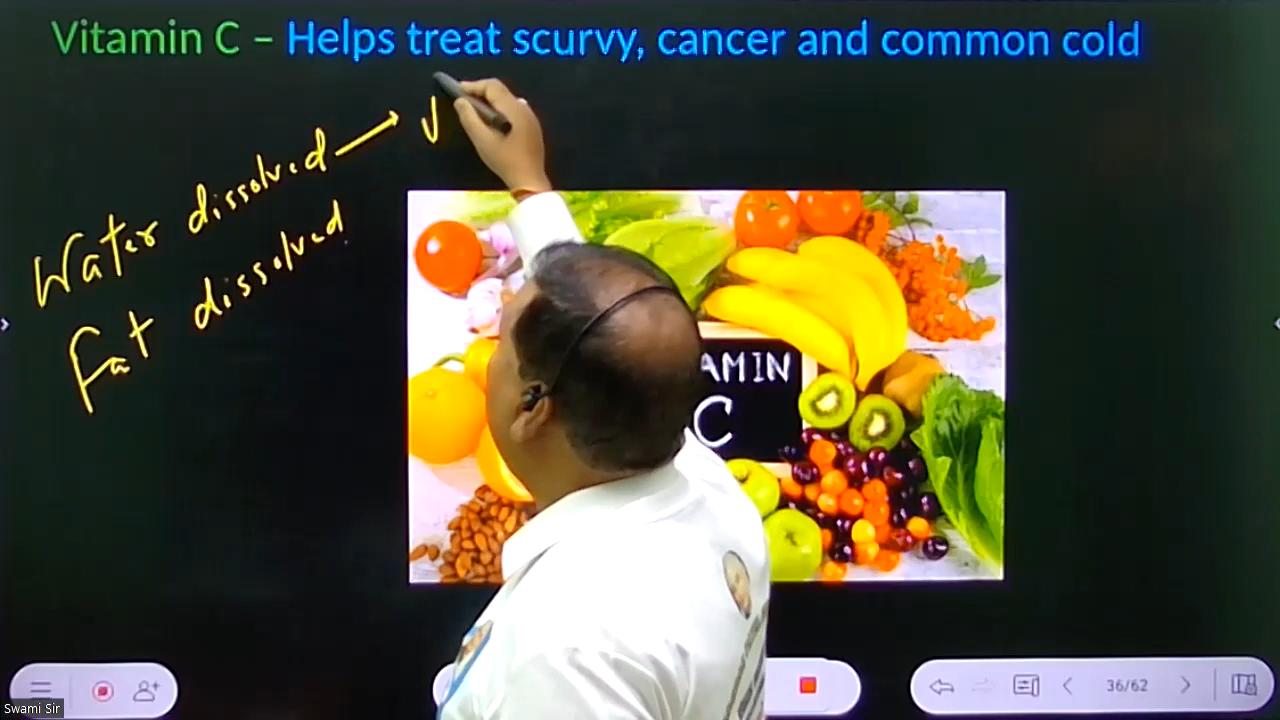 Vitamin C – Helps treat scurvy, cancer and common cold
Water dissolved → V
Fat dissolved
AMIN
C
36/62
Swami Sir